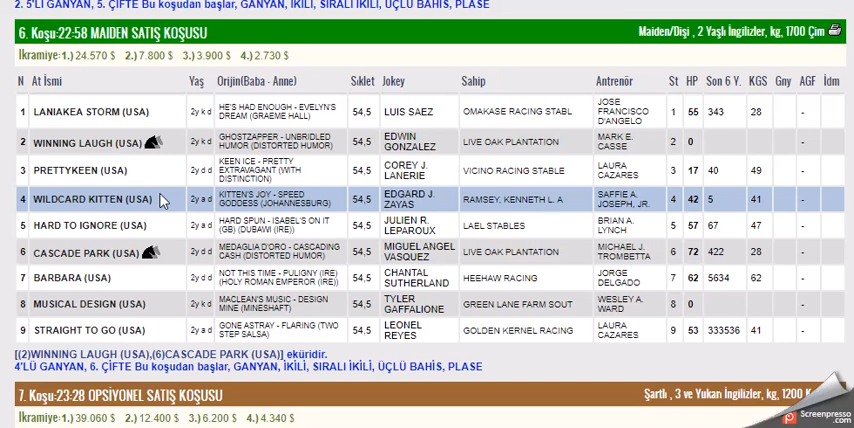 2. 5'Lİ GANYAN, 5. ÇİFTE Bu koşudan başlar, GANYAN, İKİLİ, SIRALI İKİLİ, ÜÇLÜ BAHİS, PLASE
6. Koşu:22:58 MAIDEN SATIŞ KOŞUSU Maiden/Dişi , 2 Yaşlı İngilizler, kg, 1700 Çim
İkramiye:1.) 24.570 $ 2.) 7.800 $ 3.) 3.900 $ 4.) 2.730 $
N At İsmi Yaş Orijin(Baba - Anne) Sıklet Jokey Sahip Antrenör St HP Son 6 Y. KGS Gny AGF İdm
1 LANIAKEA STORM (USA) 2y k d HE'S HAD ENOUGH - EVELYN'S DREAM (GRAEME HALL) 54,5 LUIS SAEZ OMAKASE RACING STABL JOSE FRANCISCO D'ANGELO 1 55 343 28 -
2 WINNING LAUGH (USA) 2y k d GHOSTZAPPER - UNBRIDLED HUMOR (DISTORTED HUMOR) 54,5 EDWIN GONZALEZ LIVE OAK PLANTATION MARK E. CASSE 2 0 -
3 PRETTYKEEN (USA) 2y d d KEEN ICE - PRETTY EXTRAVAGANT (WITH DISTINCTION) 54,5 COREY J. LANERIE VICINO RACING STABLE LAURA CAZARES 3 17 40 49 -
4 WILDCARD KITTEN (USA) 2y a d KITTEN'S JOY - SPEED GODDESS (JOHANNESBURG) 54,5 EDGARD J. ZAYAS RAMSEY, KENNETH L. A SAFFIE A. JOSEPH, JR. 4 42 5 41 -
5 HARD TO IGNORE (USA) 2y a d HARD SPUN - ISABEL'S ON IT (GB) (DUBAWI (IRE)) 54,5 JULIEN R. LEPAROUX LAEL STABLES BRIAN A. LYNCH 5 57 67 47 -
6 CASCADE PARK (USA) 2y d d MEDAGLIA D'ORO - CASCADING CASH (DISTORTED HUMOR) 54,5 MIGUEL ANGEL VASQUEZ LIVE OAK PLANTATION MICHAEL J. TROMBETTA 6 72 422 28 -
7 BARBARA (USA) 2y d d NOT THIS TIME - PULIGNY (IRE) (HOLY ROMAN EMPEROR (IRE)) 54,5 CHANTAL SUTHERLAND HEEHAW RACING JORGE DELGADO 7 62 5634 62 -
8 MUSICAL DESIGN (USA) 2y k d MACLEAN'S MUSIC - DESIGN MINE (MINESHAFT) 54,5 TYLER GAFFALIONE GREEN LANE FARM SOUT WESLEY A. WARD 8 0 -
9 STRAIGHT TO GO (USA) 2y a d GONE ASTRAY - FLARING (TWO STEP SALSA) 54,5 LEONEL REYES GOLDEN KERNEL RACING LAURA CAZARES 9 53 333536 41 -
[(2)WINNING LAUGH (USA),(6)CASCADE PARK (USA)] eküridir.
4'LÜ GANYAN, 6. ÇİFTE Bu koşudan başlar, GANYAN, İKİLİ, SIRALI İKİLİ, ÜÇLÜ BAHİS, PLASE
7. Koşu:23:28 OPSİYONEL SATIŞ KOŞUSU Şartlı , 3 ve Yukarı İngilizler, kg, 1200
İkramiye:1.) 39.060 $ 2.) 12.400 $ 3.) 6.200 $ 4.) 4.340 $
Screenpresso.com